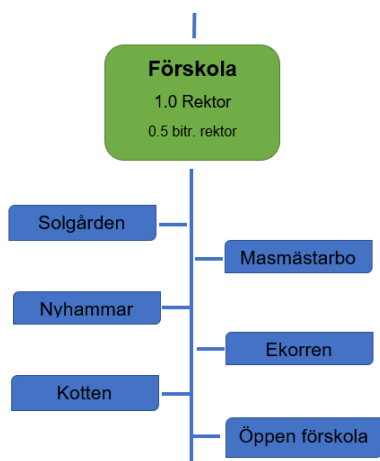 Förskola
1.0 Rektor
0.5 bitr. rektor
Solgården
Masmästarbo
Nyhammar
Ekorren
Kotten
Öppen förskola